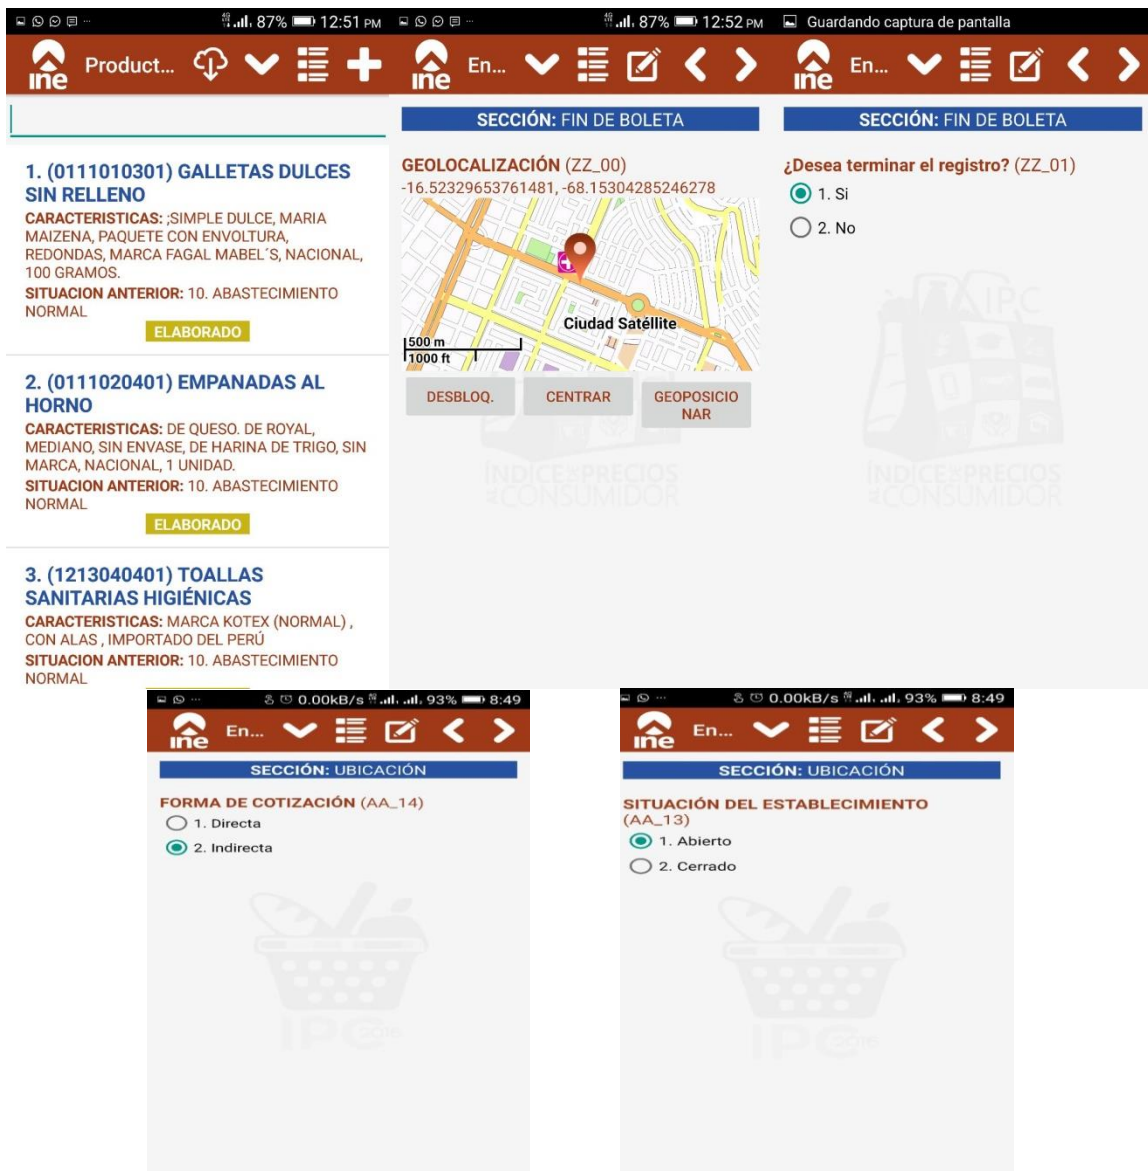 87% 12:51 PM
ine Product...
1. (0111010301) GALLETAS DULCES
SIN RELLENO
CARACTERISTICAS: ;SIMPLE DULCE, MARIA
MAIZENA, PAQUETE CON ENVOLTURA,
REDONDAS, MARCA FAGAL MABEL´S, NACIONAL,
100 GRAMOS.
SITUACION ANTERIOR: 10. ABASTECIMIENTO
NORMAL
ELABORADO
2. (0111020401) EMPANADAS AL
HORNO
CARACTERISTICAS: DE QUESO. DE ROYAL,
MEDIANO, SIN ENVASE, DE HARINA DE TRIGO, SIN
MARCA, NACIONAL, 1 UNIDAD.
SITUACION ANTERIOR: 10. ABASTECIMIENTO
NORMAL
ELABORADO
3. (1213040401) TOALLAS
SANITARIAS HIGIÉNICAS
CARACTERISTICAS: MARCA KOTEX (NORMAL) ,
CON ALAS , IMPORTADO DEL PERÚ
SITUACION ANTERIOR: 10. ABASTECIMIENTO
NORMAL
87% 12:52 PM
ine En...
SECCIÓN: FIN DE BOLETA
GEOLOCALIZACIÓN (ZZ_00)
-16.52329653761481, -68.15304285246278
Ciudad Satéllite
500 m
1000 ft
DESBLOQ.
CENTRAR
GEOPOSICIO
NAR
ÍNDICE DE PRECIOS
AL CONSUMIDOR
Guardando captura de pantalla
ine En...
SECCIÓN: FIN DE BOLETA
¿Desea terminar el registro? (ZZ_01)
1. Si
2. No
IPC
ÍNDICE DE PRECIOS
AL CONSUMIDOR
0.00kB/s 93% 8:49
ine En...
SECCIÓN: UBICACIÓN
FORMA DE COTIZACIÓN (AA_14)
1. Directa
2. Indirecta
IPC 2016
0.00kB/s 93% 8:49
ine En...
SECCIÓN: UBICACIÓN
SITUACIÓN DEL ESTABLECIMIENTO
(AA_13)
1. Abierto
2. Cerrado
IPC 2016